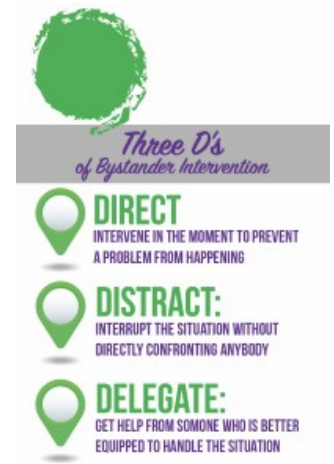 Three D's
of Bystander Intervention
DIRECT
INTERVENE IN THE MOMENT TO PREVENT
A PROBLEM FROM HAPPENING
DISTRACT:
INTERRUPT THE SITUATION WITHOUT
DIRECTLY CONFRONTING ANYBODY
DELEGATE:
GET HELP FROM SOMONE WHO IS BETTER
EQUIPPED TO HANDLE THE SITUATION